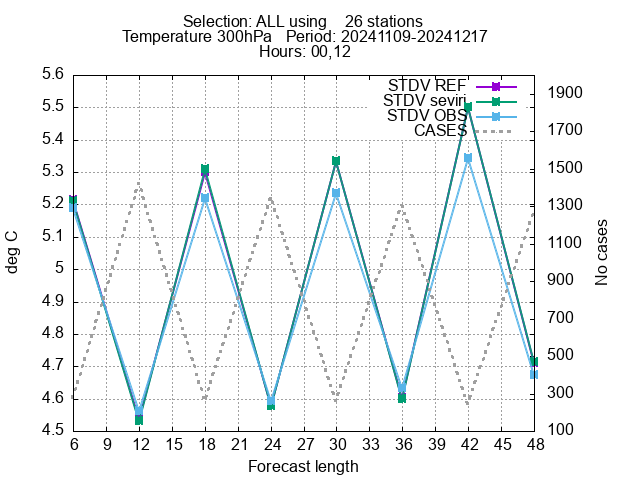 Selection: ALL using    26 stations
Temperature 300hPa   Period: 20241109-20241217
Hours: 00,12
5.6
5.5
5.4
5.3
5.2
5.1
5
4.9
4.8
4.7
4.6
4.5
deg C
STDV REF
STDV seviri
STDV OBS
CASES
1900
1700
1500
1300
1100
900
700
500
300
100
No cases
6 9 12 15 18 21 24 27 30 33 36 39 42 45 48
Forecast length